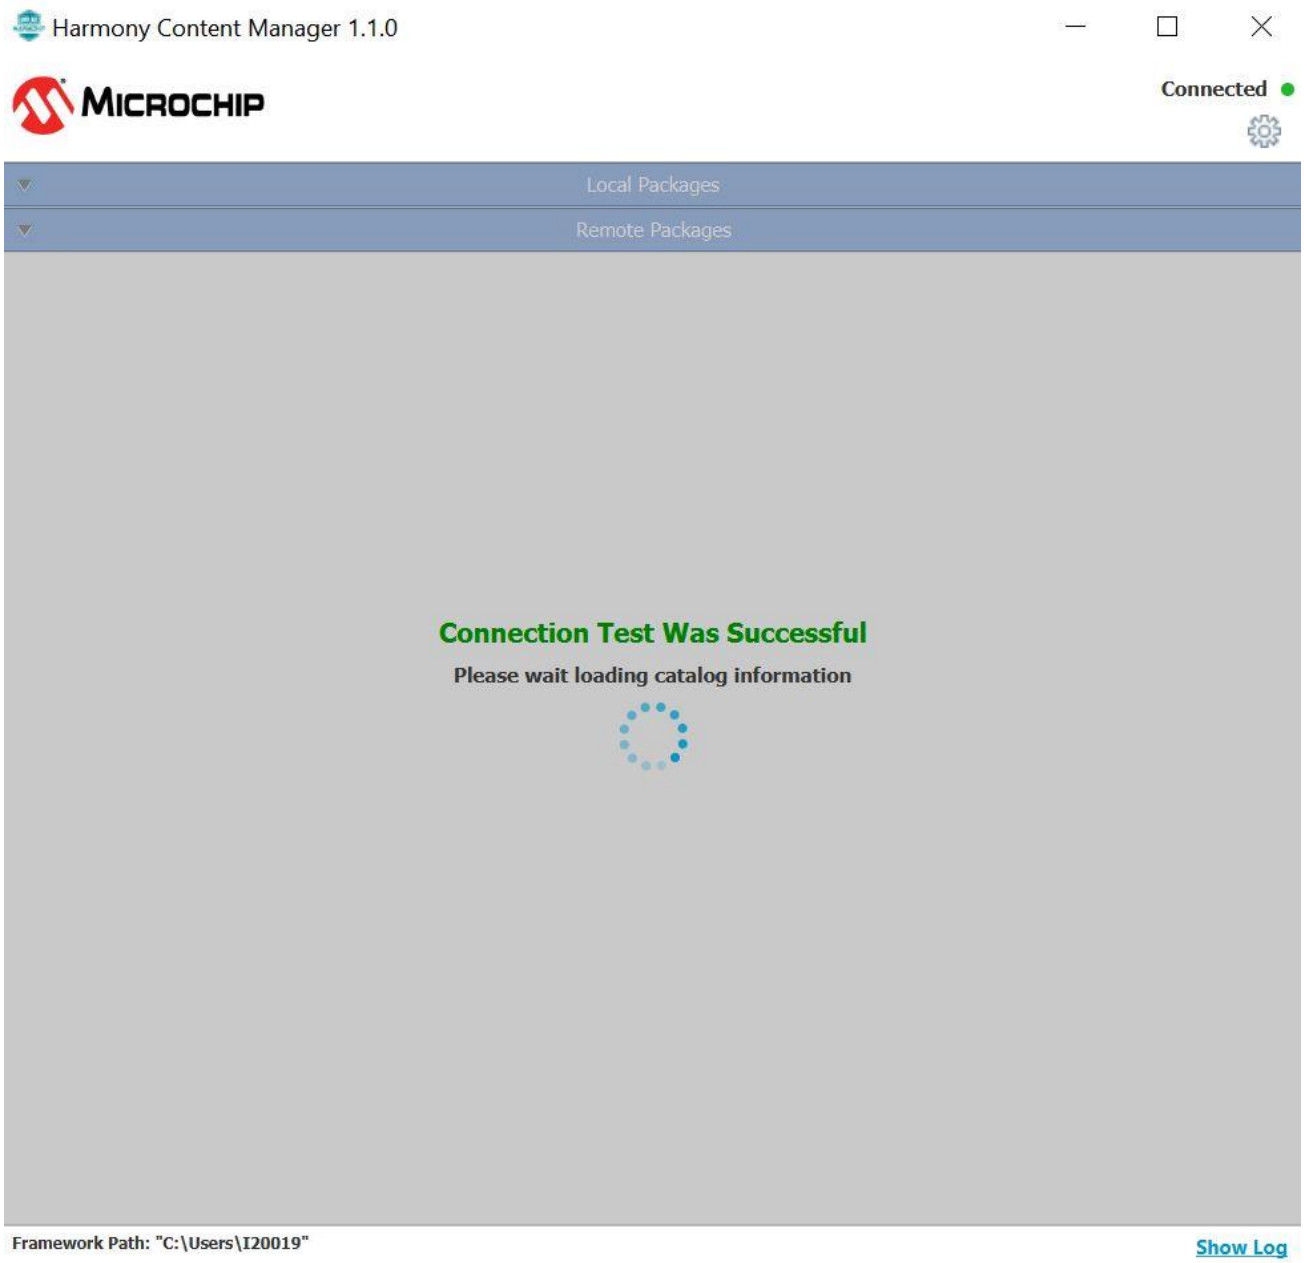 Harmony Content Manager 1.1.0
MICROCHIP
Connected
Local Packages
Remote Packages
Connection Test Was Successful
Please wait loading catalog information
Framework Path: "C:\Users\I20019"
Show Log